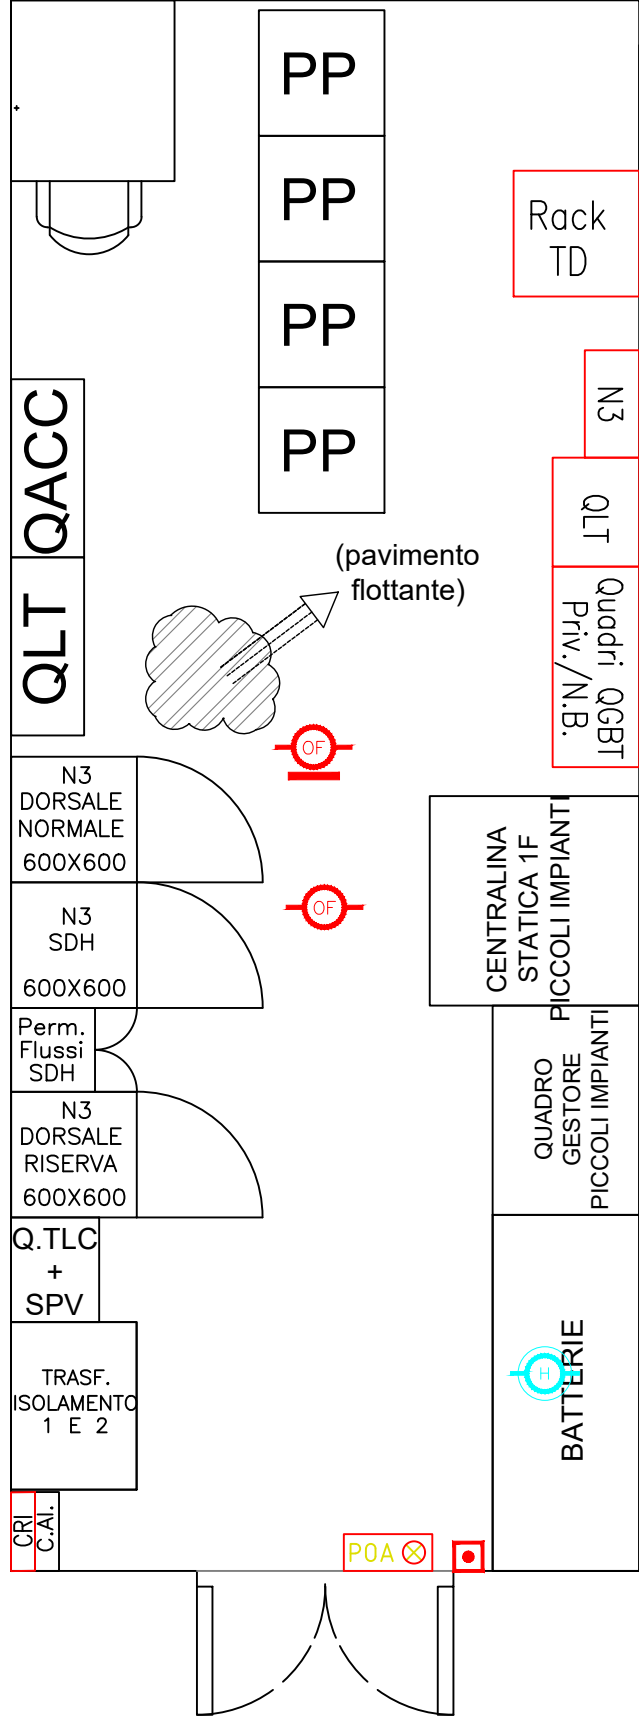 PP
PP
PP
PP
Rack
TD
N3
QLT
Quadri QGBT
Priv./N.B.
QACC
QLT
(pavimento
flottante)
OF
OF
N3
DORSALE
NORMALE
600X600
N3
SDH
600X600
Perm.
Flussi
SDH
N3
DORSALE
RISERVA
600X600
Q.TLC
+
SPV
TRASF.
ISOLAMENTO
1 E 2
CRI
C.AI.
CENTRALINA
STATICA 1F
PICCOLI IMPIANTI
QUADRO
GESTORE
PICCOLI IMPIANTI
BATTERIE
H
POA